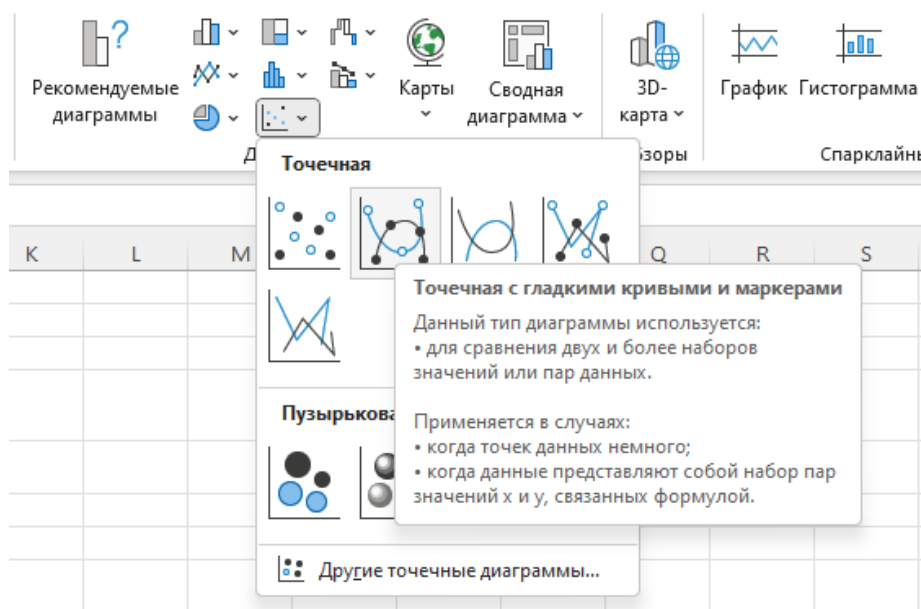 Рекомендуемые
диаграммы
Карты
Сводная
диаграмма
3D-
карта
График
Гистограмма
Спарклайны
Точечная
K
L
M
Q
R
S
Точечная с гладкими кривыми и маркерами
Данный тип диаграммы используется:
• для сравнения двух и более наборов
значений или пар данных.
Применяется в случаях:
• когда точек данных немного;
• когда данные представляют собой набор пар
значений x и y, связанных формулой.
Другие точечные диаграммы...